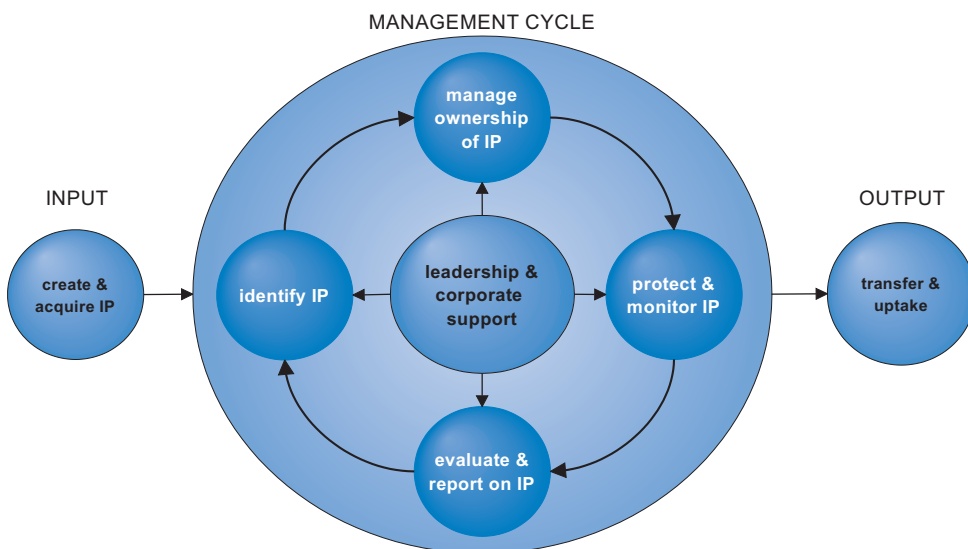 MANAGEMENT CYCLE
manage
ownership
of IP
INPUT
OUTPUT
create &
acquire IP
identify IP
leadership &
corporate
support
protect &
monitor IP
transfer &
uptake
evaluate &
report on IP